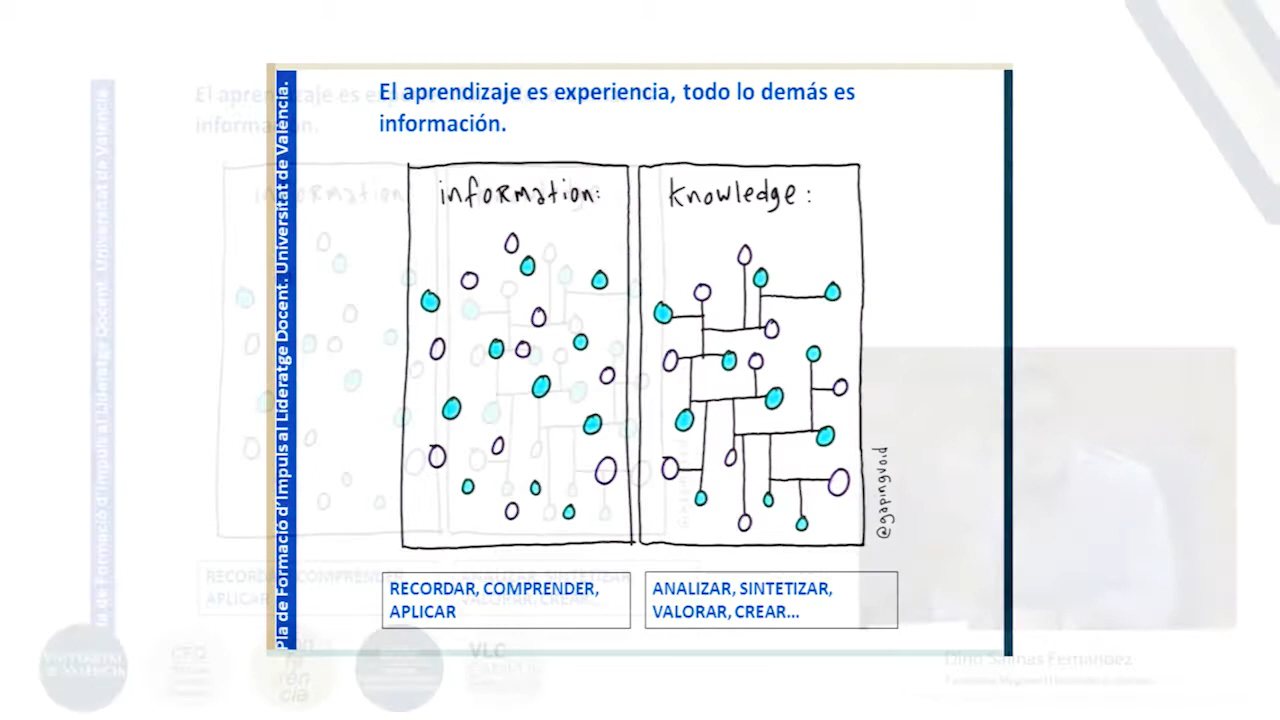 El aprendizaje es experiencia, todo lo demás es
información.
Pla de Formació d'Impuls al Lideratge Docent. Universitat de València.
information:
knowledge:
@gapingvoid
RECORDAR, COMPRENDER,
APLICAR
ANALIZAR, SINTETIZAR,
VALORAR, CREAR...
VLC